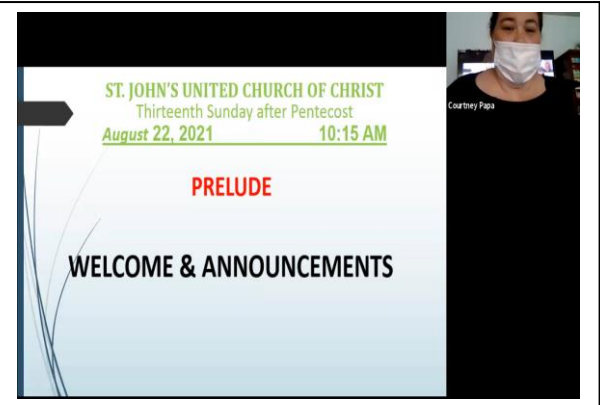 ST. JOHN'S UNITED CHURCH OF CHRIST
Thirteenth Sunday after Pentecost
August 22, 2021 10:15 AM
PRELUDE
WELCOME & ANNOUNCEMENTS
Courtney Papa